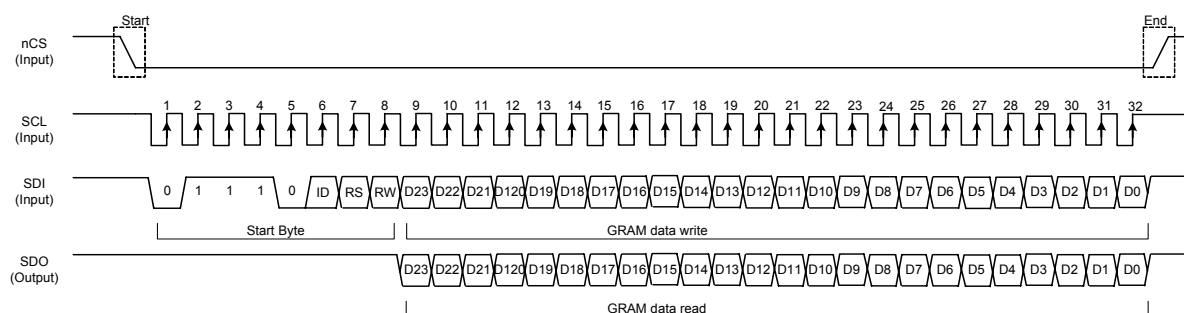 Start
End
nCS
(Input)
1 2 3 4 5 6 7 8 9 10 11 12 13 14 15 16 17 18 19 20 21 22 23 24 25 26 27 28 29 30 31 32
SCL
(Input)
SDI
(Input)
0 1 1 1 0 ID RS RW D23 D22 D21 D120 D19 D18 D17 D16 D15 D14 D13 D12 D11 D10 D9 D8 D7 D6 D5 D4 D3 D2 D1 D0
Start Byte
GRAM data write
SDO
(Output)
D23 D22 D21 D120 D19 D18 D17 D16 D15 D14 D13 D12 D11 D10 D9 D8 D7 D6 D5 D4 D3 D2 D1 D0
GRAM data read